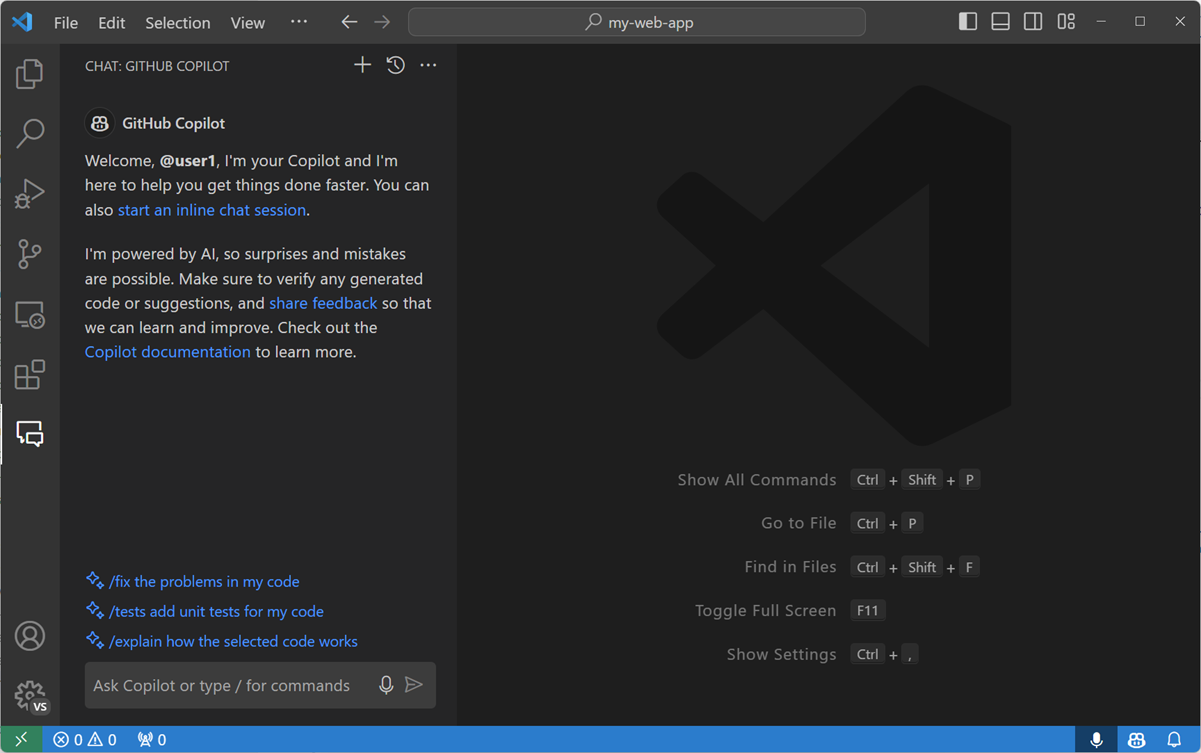 File Edit Selection View ··· my-web-app
CHAT: GITHUB COPILOT
GitHub Copilot
Welcome, @user1, I'm your Copilot and I'm
here to help you get things done faster. You can
also start an inline chat session.
I'm powered by AI, so surprises and mistakes
are possible. Make sure to verify any generated
code or suggestions, and share feedback so that
we can learn and improve. Check out the
Copilot documentation to learn more.
Show All Commands Ctrl + Shift + P
Go to File Ctrl + P
Find in Files Ctrl + Shift + F
Toggle Full Screen F11
Show Settings Ctrl + ,
/fix the problems in my code
/tests add unit tests for my code
/explain how the selected code works
Ask Copilot or type / for commands
VS
0 0 0